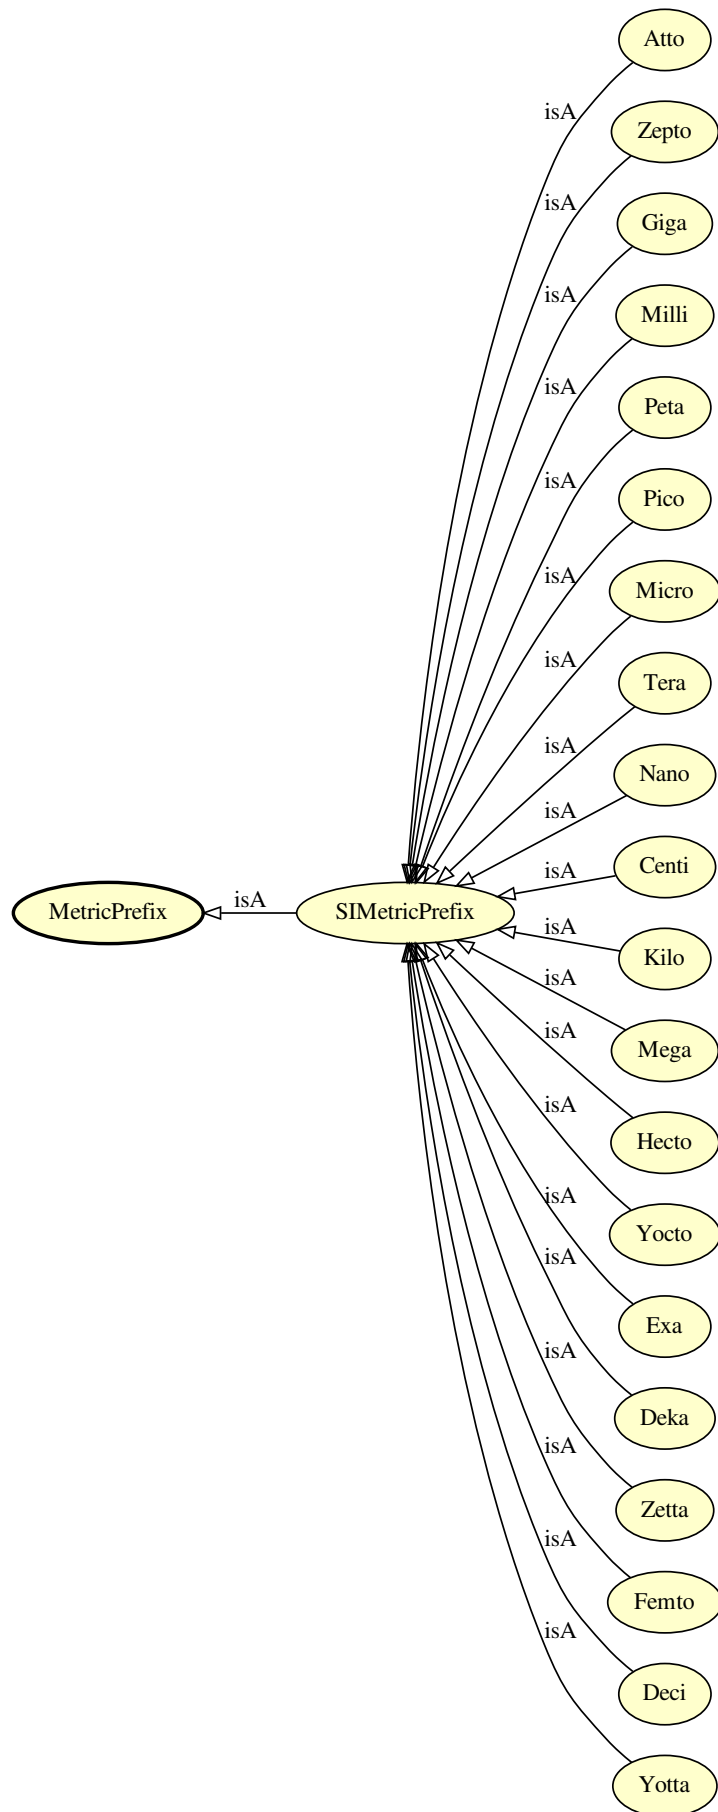 Atto
isA
Zepto
isA
Giga
isA
Milli
isA
Peta
isA
Pico
isA
Micro
isA
Tera
isA
Nano
isA
Centi
isA
MetricPrefix
isA
SIMetricPrefix
isA
Kilo
isA
Mega
isA
Hecto
isA
Yocto
isA
Exa
isA
Deka
isA
Zetta
isA
Femto
isA
Deci
isA
Yotta